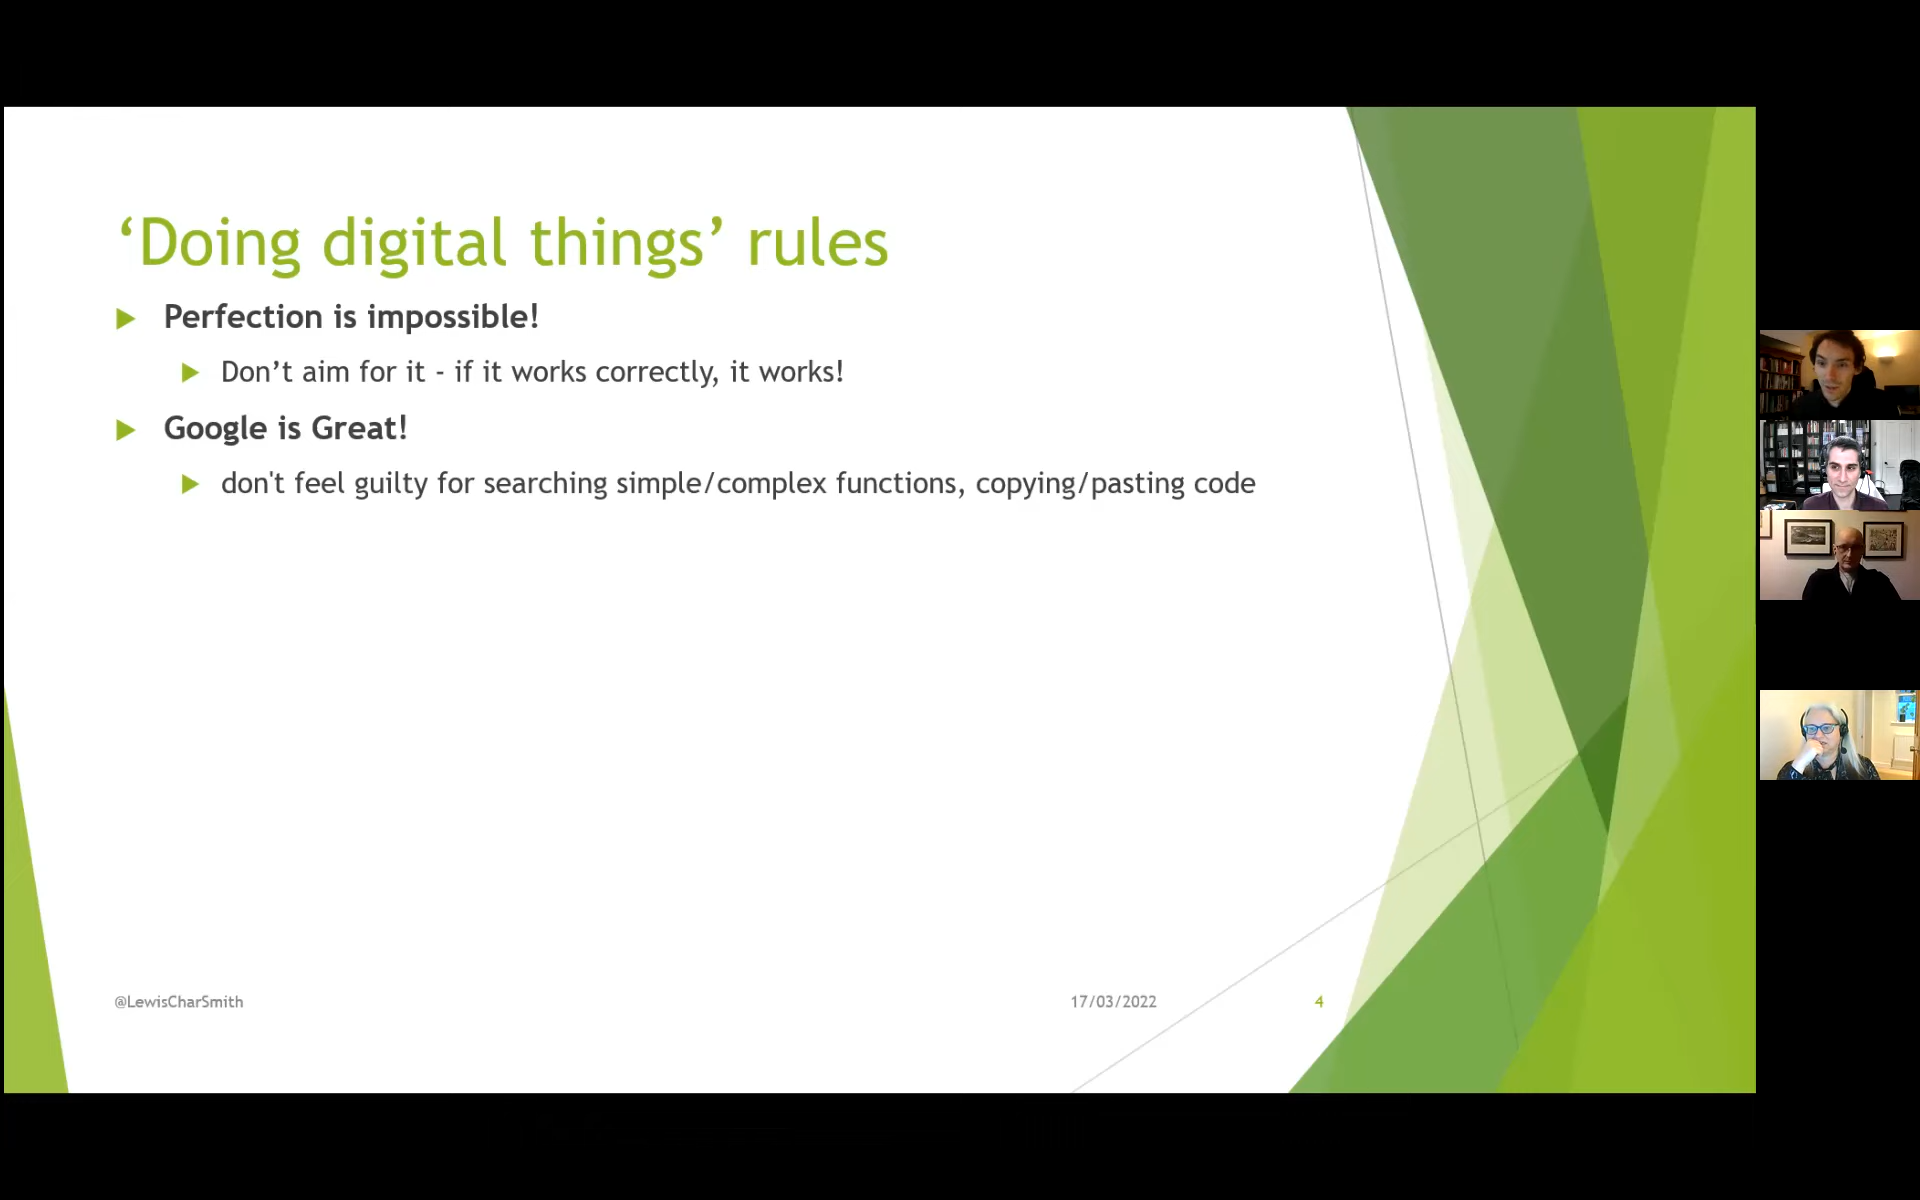 ‘Doing digital things’ rules
Perfection is impossible!
Don’t aim for it - if it works correctly, it works!
Google is Great!
don't feel guilty for searching simple/complex functions, copying/pasting code
@LewisCharSmith
17/03/2022
4